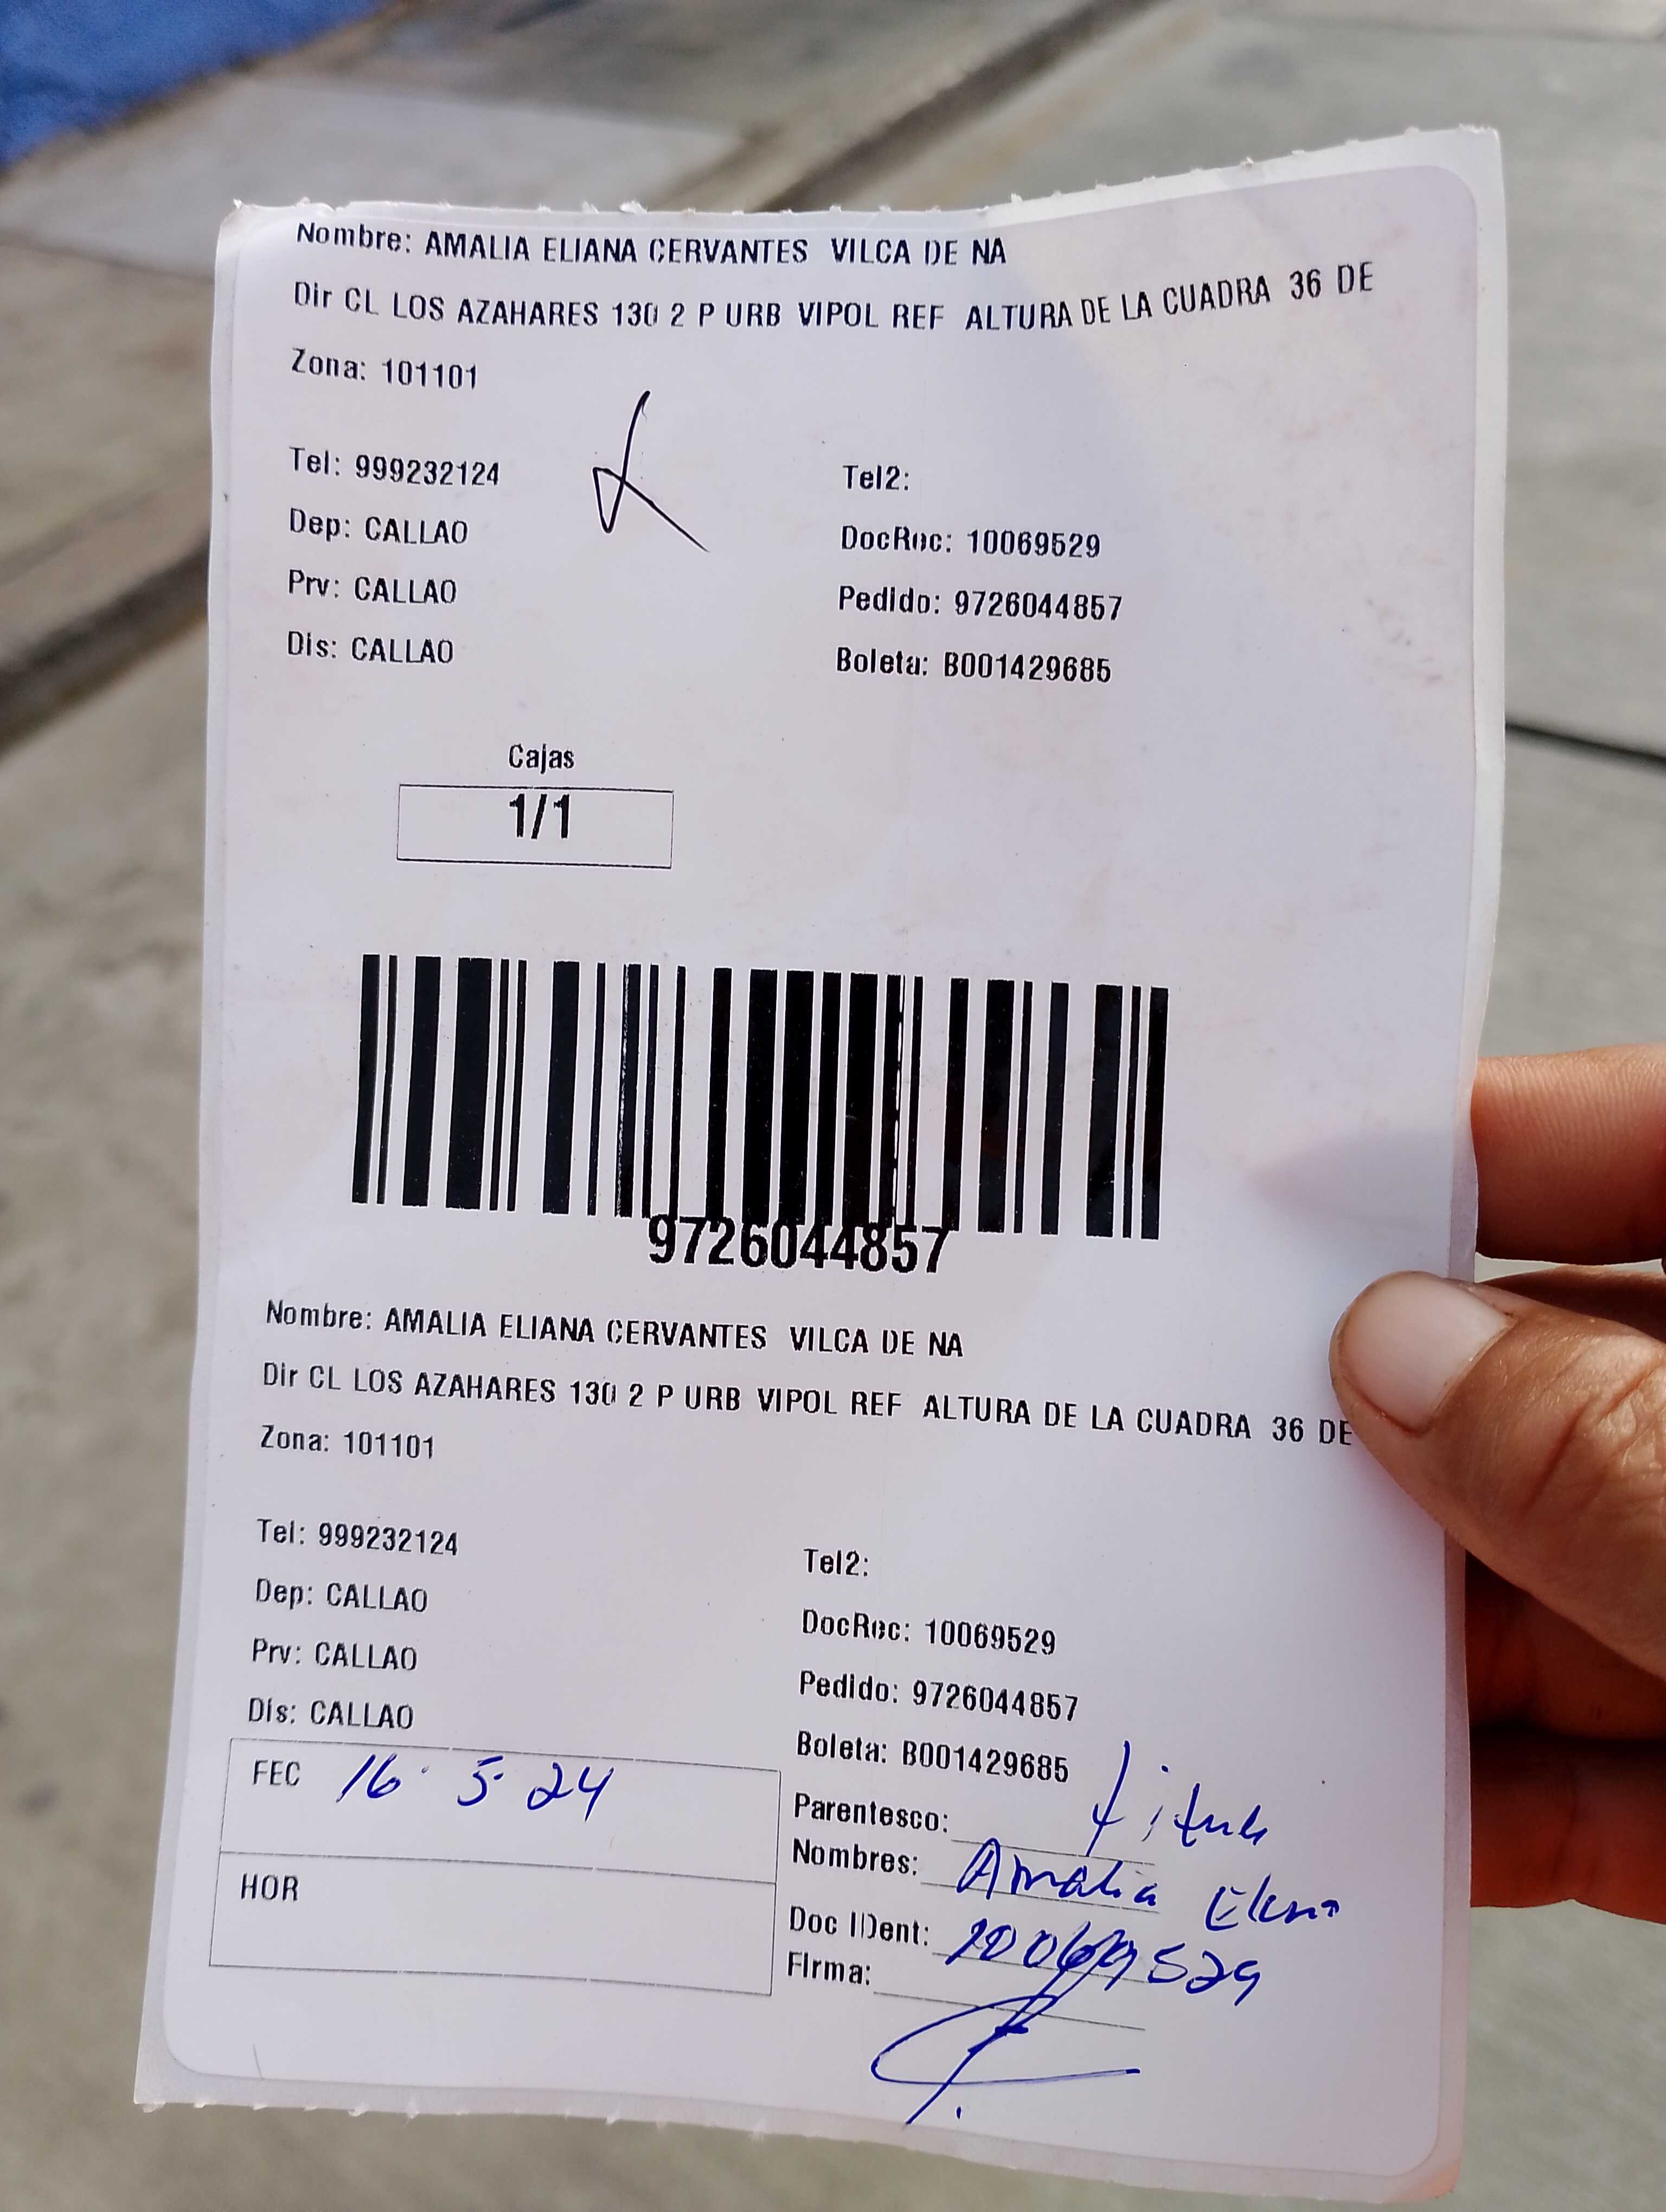 Nombre: AMALIA ELIANA CERVANTES VILCA DE NA
Dir CL LOS AZAHARES 130 2 P URB VIPOL REF ALTURA DE LA CUADRA 36 DE
Zona: 101101
Tel: 999232124
Tel2:
Dep: CALLAO
DocRec: 10069529
Prv: CALLAO
Pedido: 9726044857
Dis: CALLAO
Boleta: B001429685
Cajas
1/1
9726044857
Nombre: AMALIA ELIANA CERVANTES VILCA DE NA
Dir CL LOS AZAHARES 130 2 P URB VIPOL REF ALTURA DE LA CUADRA 36 DE
Zona: 101101
Tel: 999232124
Tel2:
Dep: CALLAO
DocRec: 10069529
Prv: CALLAO
Pedido: 9726044857
Dis: CALLAO
Boleta: B001429685
FEC 16 · 5 · 24
HOR
Parentesco:
Nombres: Amalia
Doc IDent: 10069529
Firma: